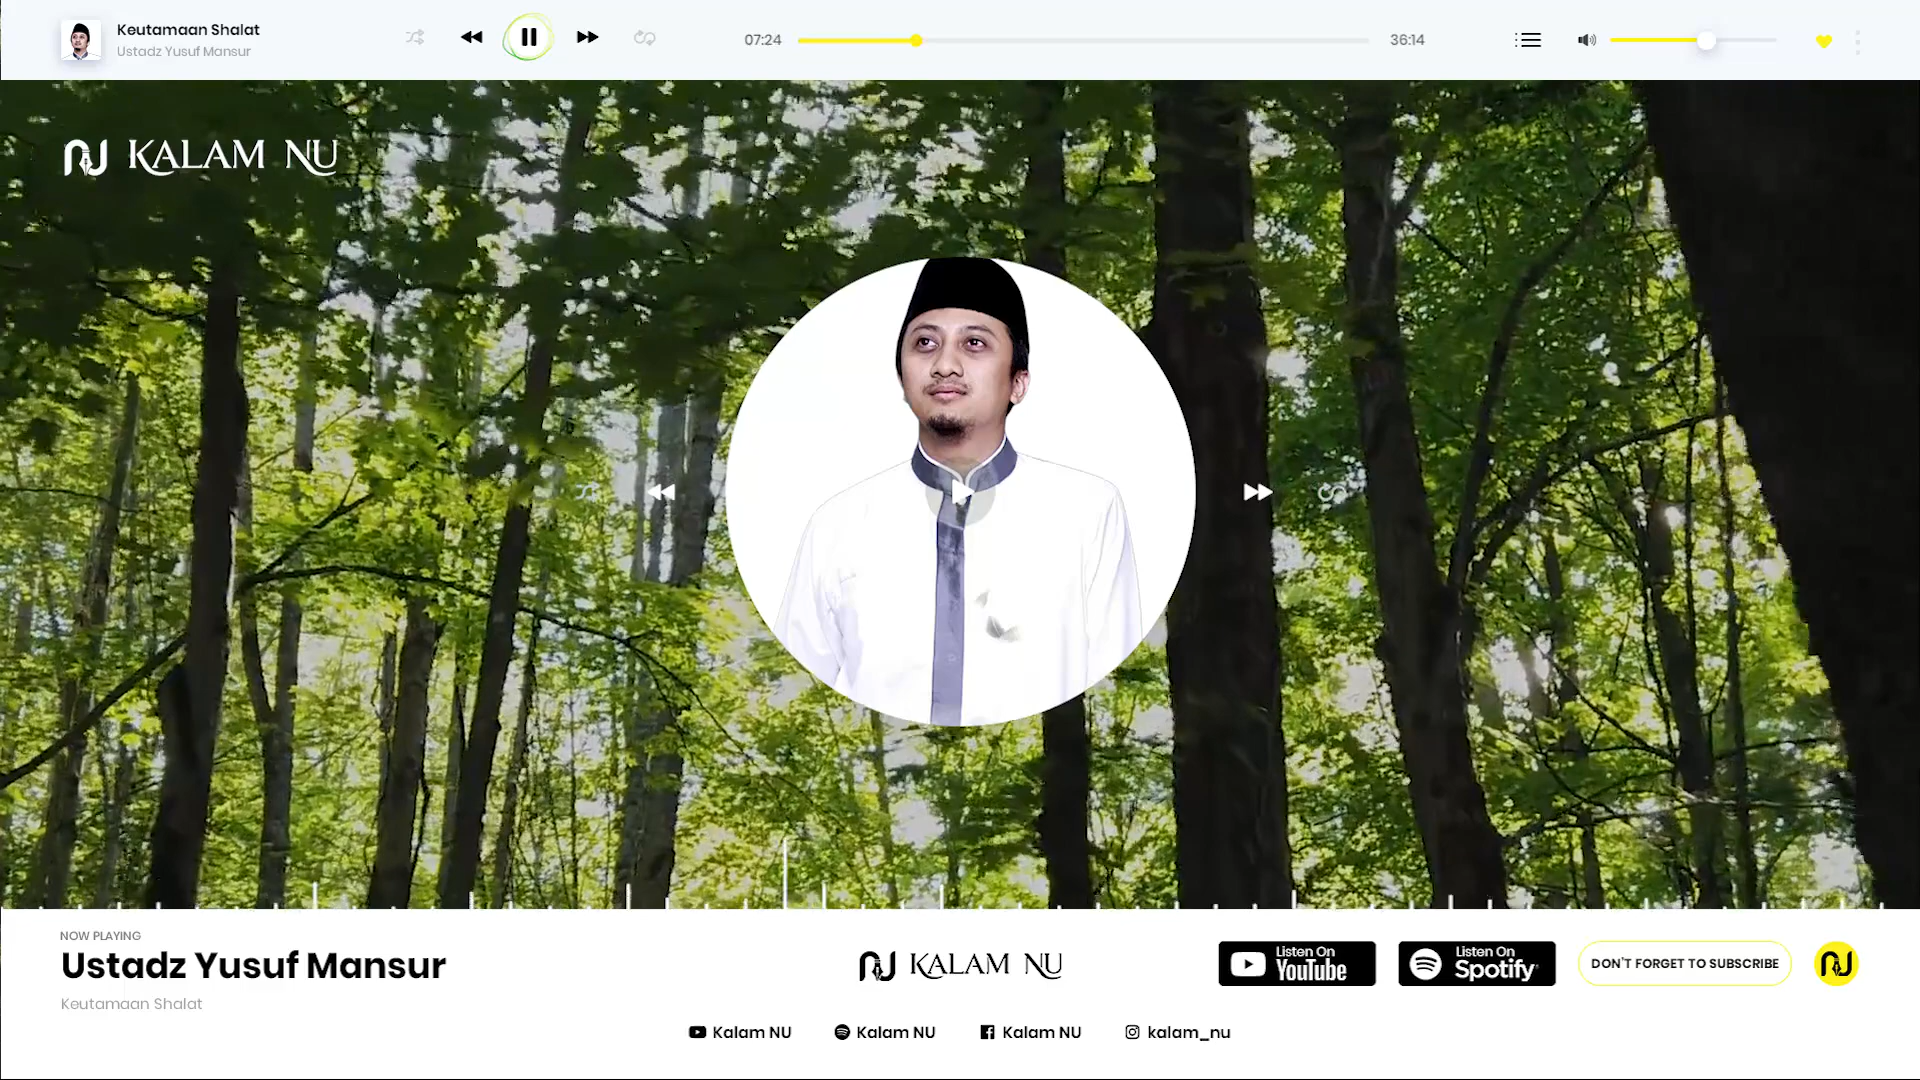 Keutamaan Shalat
Ustadz Yusuf Mansur
07:24
36:14
KALAM NU
NOW PLAYING
Ustadz Yusuf Mansur
Keutamaan Shalat
KALAM NU
Listen On
YouTube
Listen On
Spotify
DON'T FORGET TO SUBSCRIBE
Kalam NU
Kalam NU
Kalam NU
kalam_nu